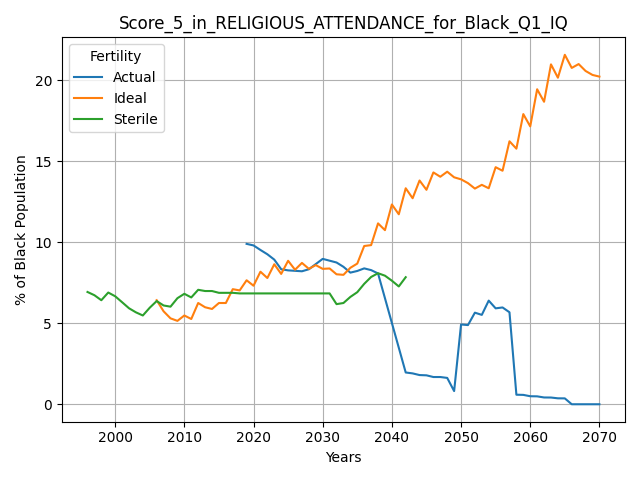 Score_5_in_RELIGIOUS_ATTENDANCE_for_Black_Q1_IQ
Fertility
Actual
Ideal
Sterile
% of Black Population
20
15
10
5
0
2000 2010 2020 2030 2040 2050 2060 2070
Years